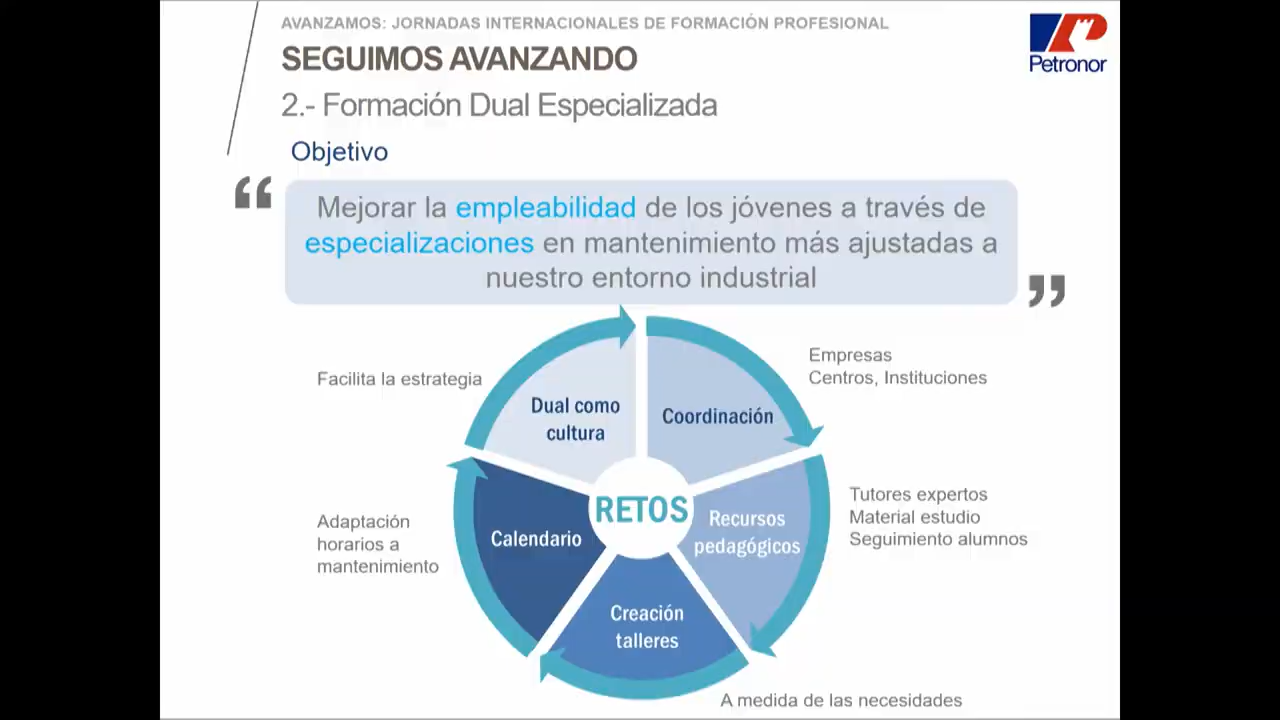 AVANZAMOS: JORNADAS INTERNACIONALES DE FORMACIÓN PROFESIONAL
SEGUIMOS AVANZANDO
Petronor
2.- Formación Dual Especializada
Objetivo
“
Mejorar la empleabilidad de los jóvenes a través de
especializaciones en mantenimiento más ajustadas a
nuestro entorno industrial
”
Facilita la estrategia
Dual como
cultura
Coordinación
Empresas
Centros, Instituciones
RETOS
Recursos
pedagógicos
Tutores expertos
Material estudio
Seguimiento alumnos
Adaptación
horarios a
mantenimiento
Calendario
Creación
talleres
A medida de las necesidades